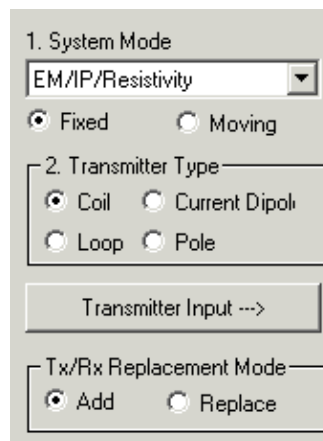 1. System Mode
EM/IP/Resistivity
Fixed Moving
2. Transmitter Type
Coil Current Dipol
Loop Pole
Transmitter Input --->
Tx/Rx Replacement Mode
Add Replace